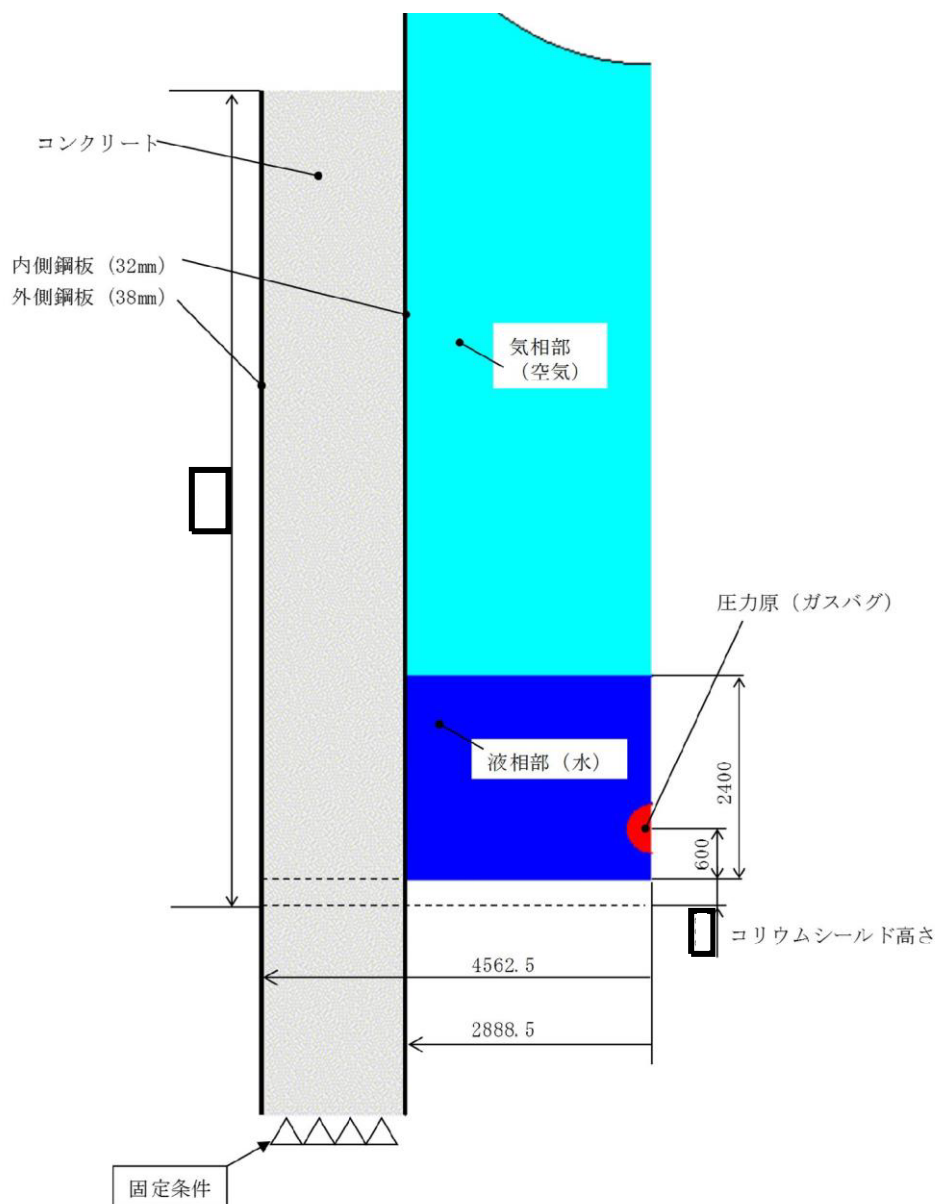 コンクリート
内側鋼板（32㎜）
外側鋼板（38㎜）
気相部
（空気）
圧力原（ガスバグ）
液相部（水）
2400
600
コリウムシールド高さ
4562.5
2888.5
固定条件